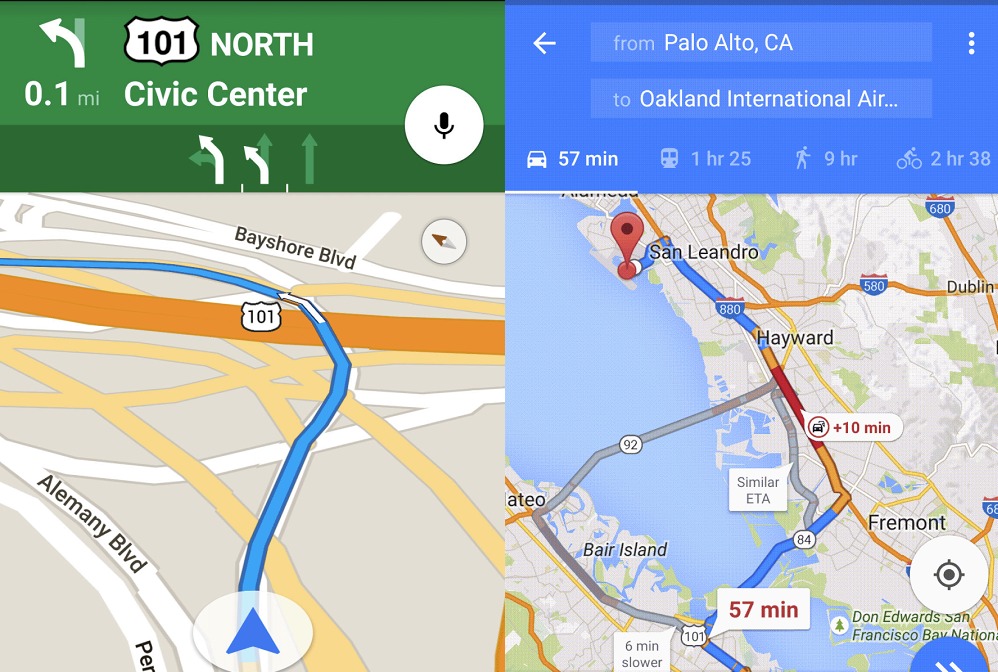 101 NORTH
0.1 mi Civic Center
Bayshore Blvd
101
Alemany Blvd
Per
from Palo Alto, CA
to Oakland International Air...
57 min 1 hr 25 9 hr 2 hr 38
Alameda
680
San Leandro
580
Dublin
880
Hayward
+10 min
92
Similar
ETA
ateo
Fremont
68
84
Bair Island
57 min
Don Edwards San
Francisco Bay Nationa
101
6 min
slower